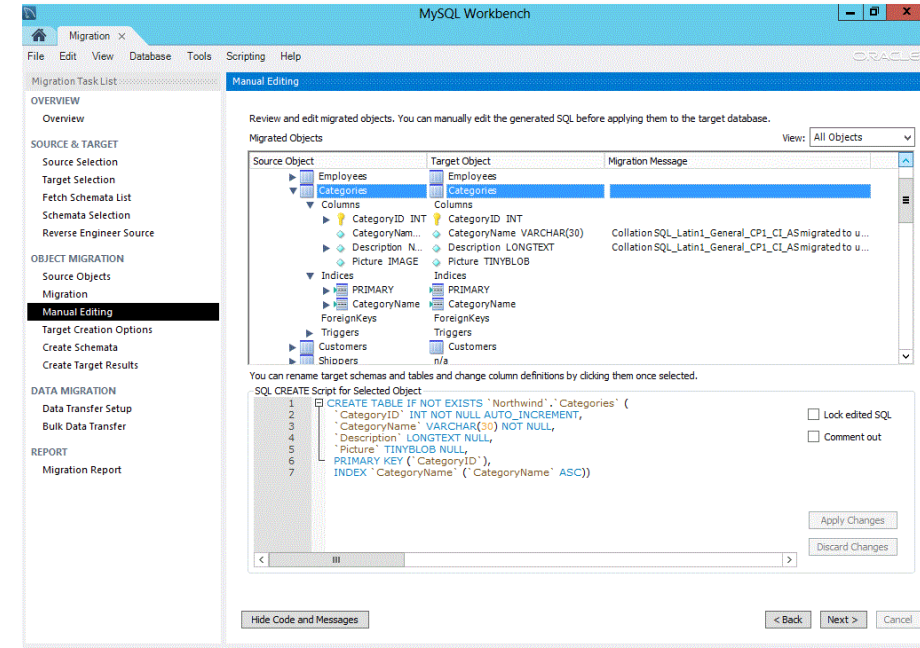 MySQL Workbench
Migration ×
File Edit View Database Tools Scripting Help
ORACLE
Migration Task List
OVERVIEW
Overview
SOURCE & TARGET
Source Selection
Target Selection
Fetch Schemata List
Schemata Selection
Reverse Engineer Source
OBJECT MIGRATION
Source Objects
Migration
Manual Editing
Target Creation Options
Create Schemata
Create Target Results
DATA MIGRATION
Data Transfer Setup
Bulk Data Transfer
REPORT
Migration Report
Manual Editing
Review and edit migrated objects. You can manually edit the generated SQL before applying them to the target database.
Migrated Objects View: All Objects
Source Object Target Object Migration Message
Employees Employees
Categories Categories
Columns Columns
CategoryID INT CategoryID INT
CategoryNam... CategoryName VARCHAR(30) Collation SQL_Latin1_General_CP1_CI_AS migrated to u...
Description N... Description LONGTEXT Collation SQL_Latin1_General_CP1_CI_AS migrated to u...
Picture IMAGE Picture TINYBLOB
Indices Indices
PRIMARY PRIMARY
CategoryName CategoryName
ForeignKeys ForeignKeys
Triggers Triggers
Customers Customers
Shippers n/a
You can rename target schemas and tables and change column definitions by clicking them once selected.
SQL CREATE Script for Selected Object
1 CREATE TABLE IF NOT EXISTS `Northwind`.`Categories` (
2 `CategoryID` INT NOT NULL AUTO_INCREMENT,
3 `CategoryName` VARCHAR(30) NOT NULL,
4 `Description` LONGTEXT NULL,
5 `Picture` TINYBLOB NULL,
6 PRIMARY KEY (`CategoryID`),
7 INDEX `CategoryName` (`CategoryName` ASC))
Lock edited SQL
Comment out
Apply Changes
Discard Changes
Hide Code and Messages < Back Next > Cancel